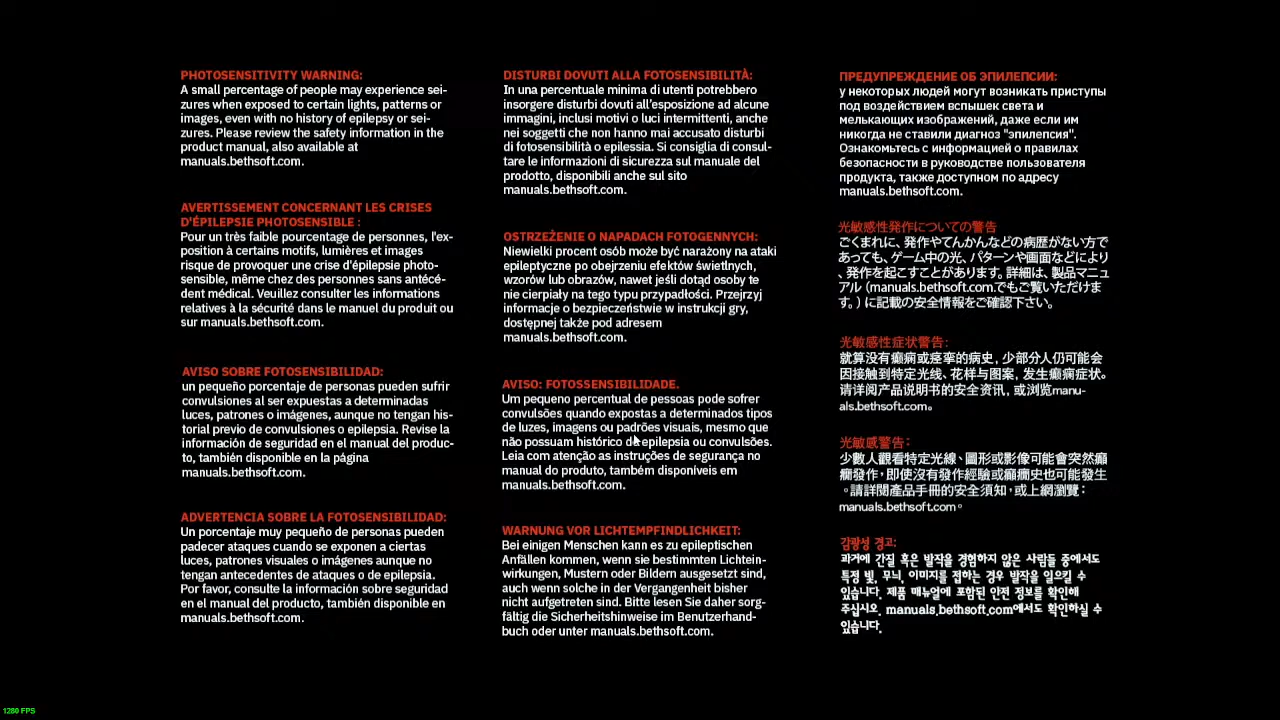 PHOTOSENSITIVITY WARNING:
A small percentage of people may experience sei-
zures when exposed to certain lights, patterns or
images, even with no history of epilepsy or sei-
zures. Please review the safety information in the
product manual, also available at
manuals.bethsoft.com.
AVERTISSEMENT CONCERNANT LES CRISES
D'ÉPILEPSIE PHOTOSENSIBLE :
Pour un très faible pourcentage de personnes, l'ex-
position à certains motifs, lumières et images
risque de provoquer une crise d'épilepsie photo-
sensible, même chez des personnes sans antécé-
dent médical. Veuillez consulter les informations
relatives à la sécurité dans le manuel du produit ou
sur manuals.bethsoft.com.
AVISO SOBRE FOTOSENSIBILIDAD:
un pequeño porcentaje de personas pueden sufrir
convulsiones al ser expuestas a determinadas
luces, patrones o imágenes, aunque no tengan his-
torial previo de convulsiones o epilepsia. Revise la
información de seguridad en el manual del produc-
to, también disponible en la página
manuals.bethsoft.com.
ADVERTENCIA SOBRE LA FOTOSENSIBILIDAD:
Un porcentaje muy pequeño de personas pueden
padecer ataques cuando se exponen a ciertas
luces, patrones visuales o imágenes aunque no
tengan antecedentes de ataques o de epilepsia.
Por favor, consulte la información sobre seguridad
en el manual del producto, también disponible en
manuals.bethsoft.com.
DISTURBI DOVUTI ALLA FOTOSENSIBILITÀ:
In una percentuale minima di utenti potrebbero
insorgere disturbi dovuti all'esposizione ad alcune
immagini, inclusi motivi o luci intermittenti, anche
nei soggetti che non hanno mai accusato disturbi
di fotosensibilità o epilessia. Si consiglia di consul-
tare le informazioni di sicurezza sul manuale del
prodotto, disponibili anche sul sito
manuals.bethsoft.com.
OSTRZEŻENIE O NAPADACH FOTOGENNYCH:
Niewielki procent osób może być narażony na ataki
epileptyczne po obejrzeniu efektów świetlnych,
wzorów lub obrazów, nawet jeśli dotąd osoby te
nie cierpiały na tego typu przypadłości. Przejrzyj
informacje o bezpieczeństwie w instrukcji gry,
dostępnej także pod adresem
manuals.bethsoft.com.
AVISO: FOTOSSENSIBILIDADE.
Um pequeno percentual de pessoas pode sofrer
convulsões quando expostas a determinados tipos
de luzes, imagens ou padrões visuais, mesmo que
não possuam histórico de epilepsia ou convulsões.
Leia com atenção as instruções de segurança no
manual do produto, também disponíveis em
manuals.bethsoft.com.
WARNUNG VOR LICHTEMPFINDLICHKEIT:
Bei einigen Menschen kann es zu epileptischen
Anfällen kommen, wenn sie bestimmten Lichtein-
wirkungen, Mustern oder Bildern ausgesetzt sind,
auch wenn solche in der Vergangenheit bisher
nicht aufgetreten sind. Bitte lesen Sie daher sorg-
fältig die Sicherheitshinweise im Benutzerhand-
buch oder unter manuals.bethsoft.com.
ПРЕДУПРЕЖДЕНИЕ ОБ ЭПИЛЕПСИИ:
у некоторых людей могут возникать приступы
под воздействием вспышек света и
мелькающих изображений, даже если им
никогда не ставили диагноз "эпилепсия".
Ознакомьтесь с информацией о правилах
безопасности в руководстве пользователя
продукта, также доступном по адресу
manuals.bethsoft.com.
光敏感性発作についての警告
ごくまれに、発作やてんかんなどの病歴がない方で
あっても、ゲーム中の光、パターンや画面などにより
、発作を起こすことがあります。詳細は、製品マニュ
アル (manuals.bethsoft.comでもご覧いただけま
す。) に記載の安全情報をご確認下さい。
光敏感性症状警告:
就算没有癫痫或痉挛的病史, 少部分人仍可能会
因接触到特定光线、花样与图案, 发生癫痫症状。
请详阅产品说明书的安全资讯, 或浏览manu-
als.bethsoft.com。
光敏感警告:
少數人觀看特定光線、圖形或影像可能會突然癲
癇發作,即使沒有發作經驗或癲癇史也可能發生
。請詳閱產品手冊的安全須知,或上網瀏覽:
manuals.bethsoft.com。
감광성 경고:
과거에 간질 혹은 발작을 경험하지 않은 사람들 중에서도
특정 빛, 무늬, 이미지를 접하는 경우 발작을 일으킬 수
있습니다. 제품 매뉴얼에 포함된 안전 정보를 확인해
주십시오. manuals.bethsoft.com에서도 확인하실 수
있습니다.
1280 FPS